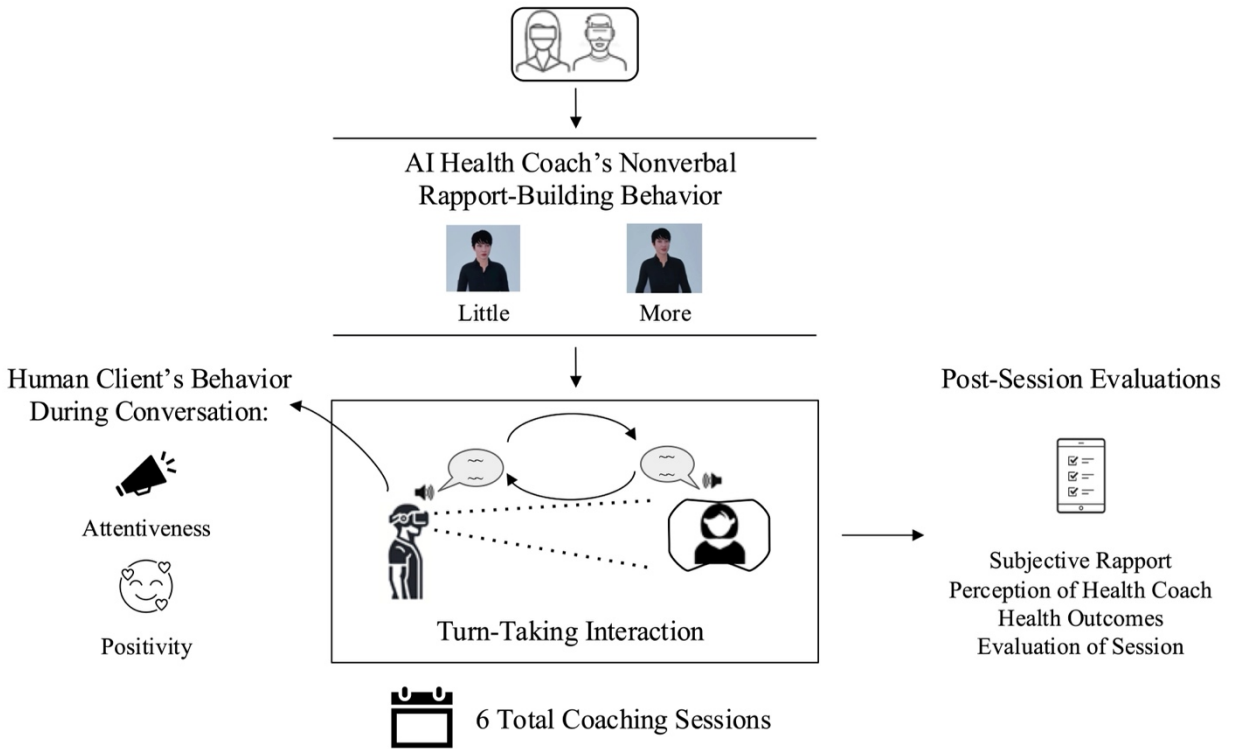 AI Health Coach's Nonverbal
Rapport-Building Behavior
Little
More
Human Client's Behavior
During Conversation:
Attentiveness
Positivity
Turn-Taking Interaction
6 Total Coaching Sessions
Post-Session Evaluations
Subjective Rapport
Perception of Health Coach
Health Outcomes
Evaluation of Session